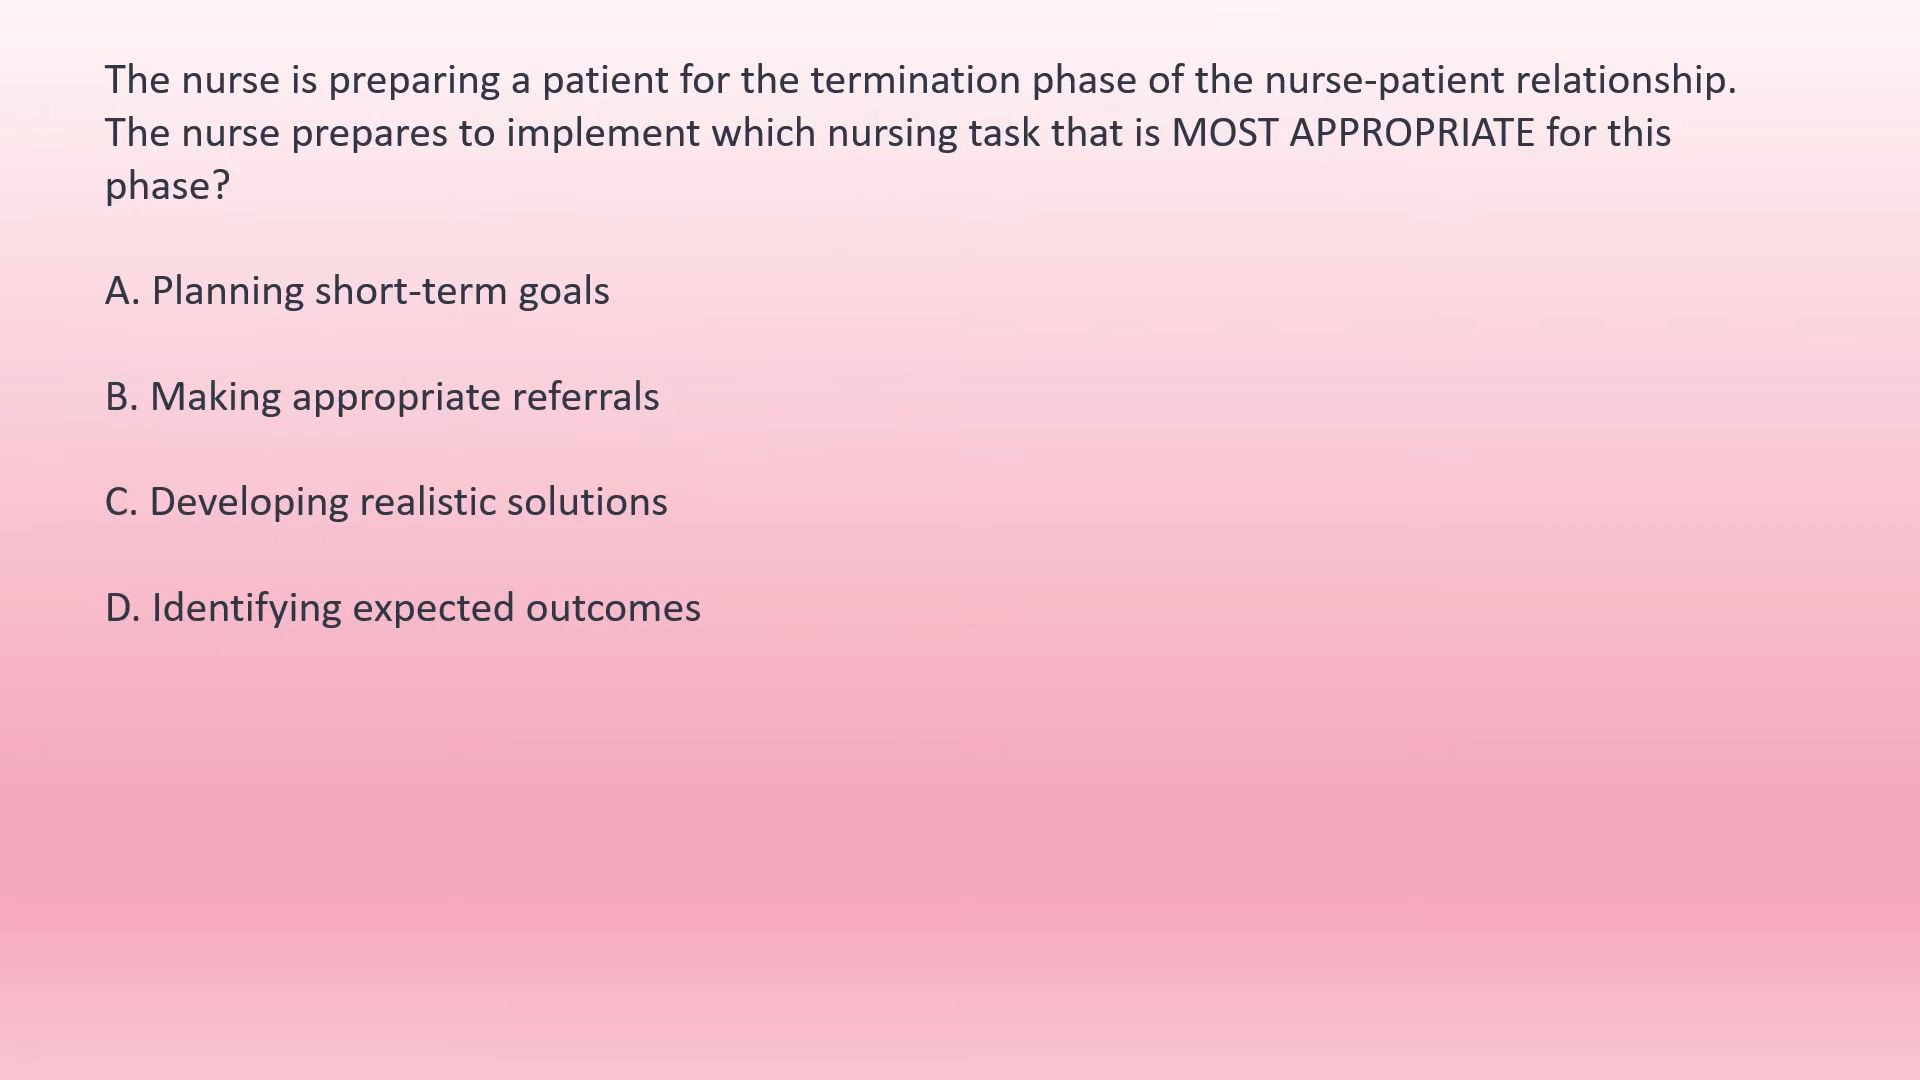 The nurse is preparing a patient for the termination phase of the nurse-patient relationship.
The nurse prepares to implement which nursing task that is MOST APPROPRIATE for this
phase?
A. Planning short-term goals
B. Making appropriate referrals
C. Developing realistic solutions
D. Identifying expected outcomes